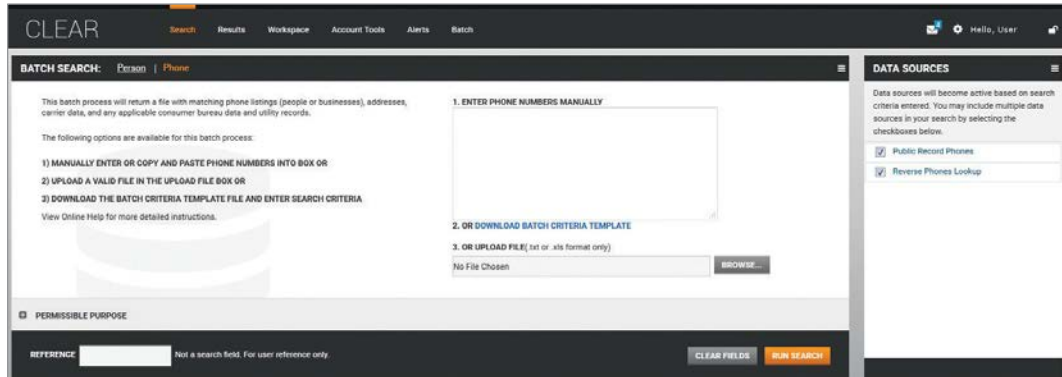 CLEAR
Search Results Workspace Account Tools Alerts Batch
Hello, User
BATCH SEARCH: Person | Phone
This batch process will return a file with matching phone listings (people or businesses), addresses,
carrier data, and any applicable consumer bureau data and utility records.
The following options are available for this batch process:
1) MANUALLY ENTER OR COPY AND PASTE PHONE NUMBERS INTO BOX OR
2) UPLOAD A VALID FILE IN THE UPLOAD FILE BOX OR
3) DOWNLOAD THE BATCH CRITERIA TEMPLATE FILE AND ENTER SEARCH CRITERIA
View Online Help for more detailed instructions.
1. ENTER PHONE NUMBERS MANUALLY
2. OR DOWNLOAD BATCH CRITERIA TEMPLATE
3. OR UPLOAD FILE(.txt or .xls format only)
No File Chosen
BROWSE...
PERMISSIBLE PURPOSE
REFERENCE Not a search field. For user reference only.
CLEAR FIELDS RUN SEARCH
DATA SOURCES
Data sources will become active based on search
criteria entered. You may include multiple data
sources in your search by selecting the
checkboxes below.
Public Record Phones
Reverse Phones Lookup